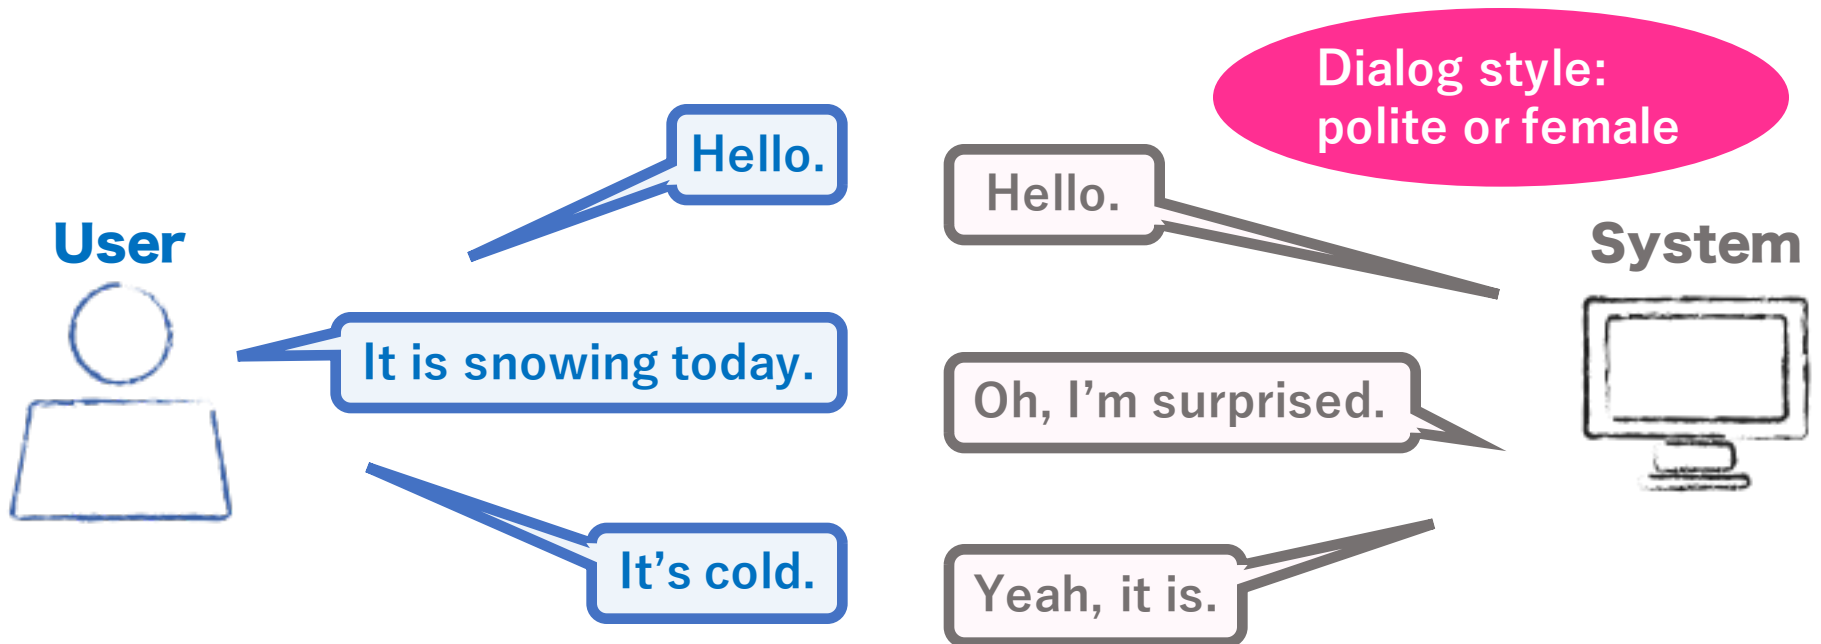 Dialog style:
polite or female
User
System
Hello.
Hello.
It is snowing today.
Oh, I’m surprised.
It’s cold.
Yeah, it is.